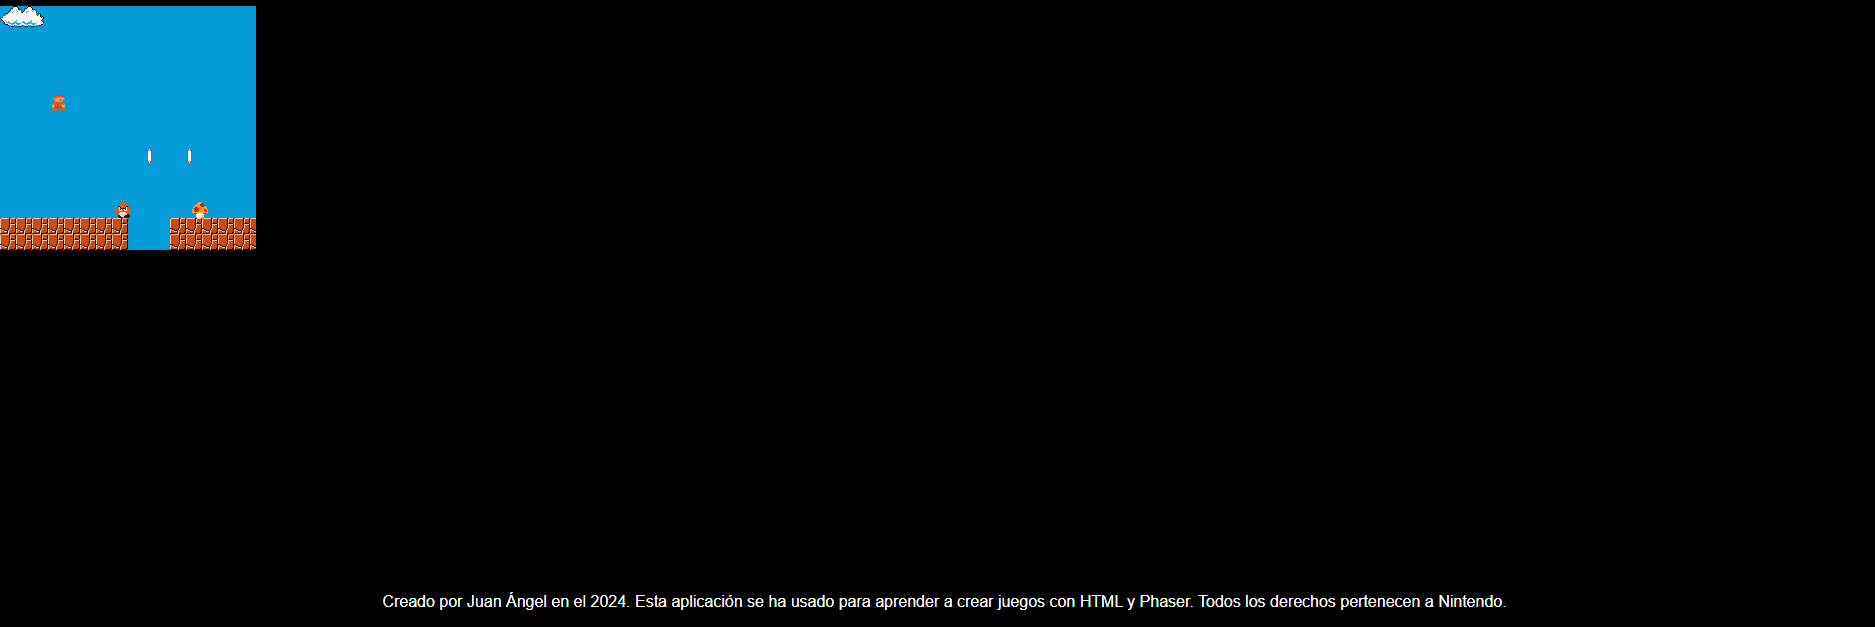 Creado por Juan Ángel en el 2024. Esta aplicación se ha usado para aprender a crear juegos con HTML y Phaser. Todos los derechos pertenecen a Nintendo.